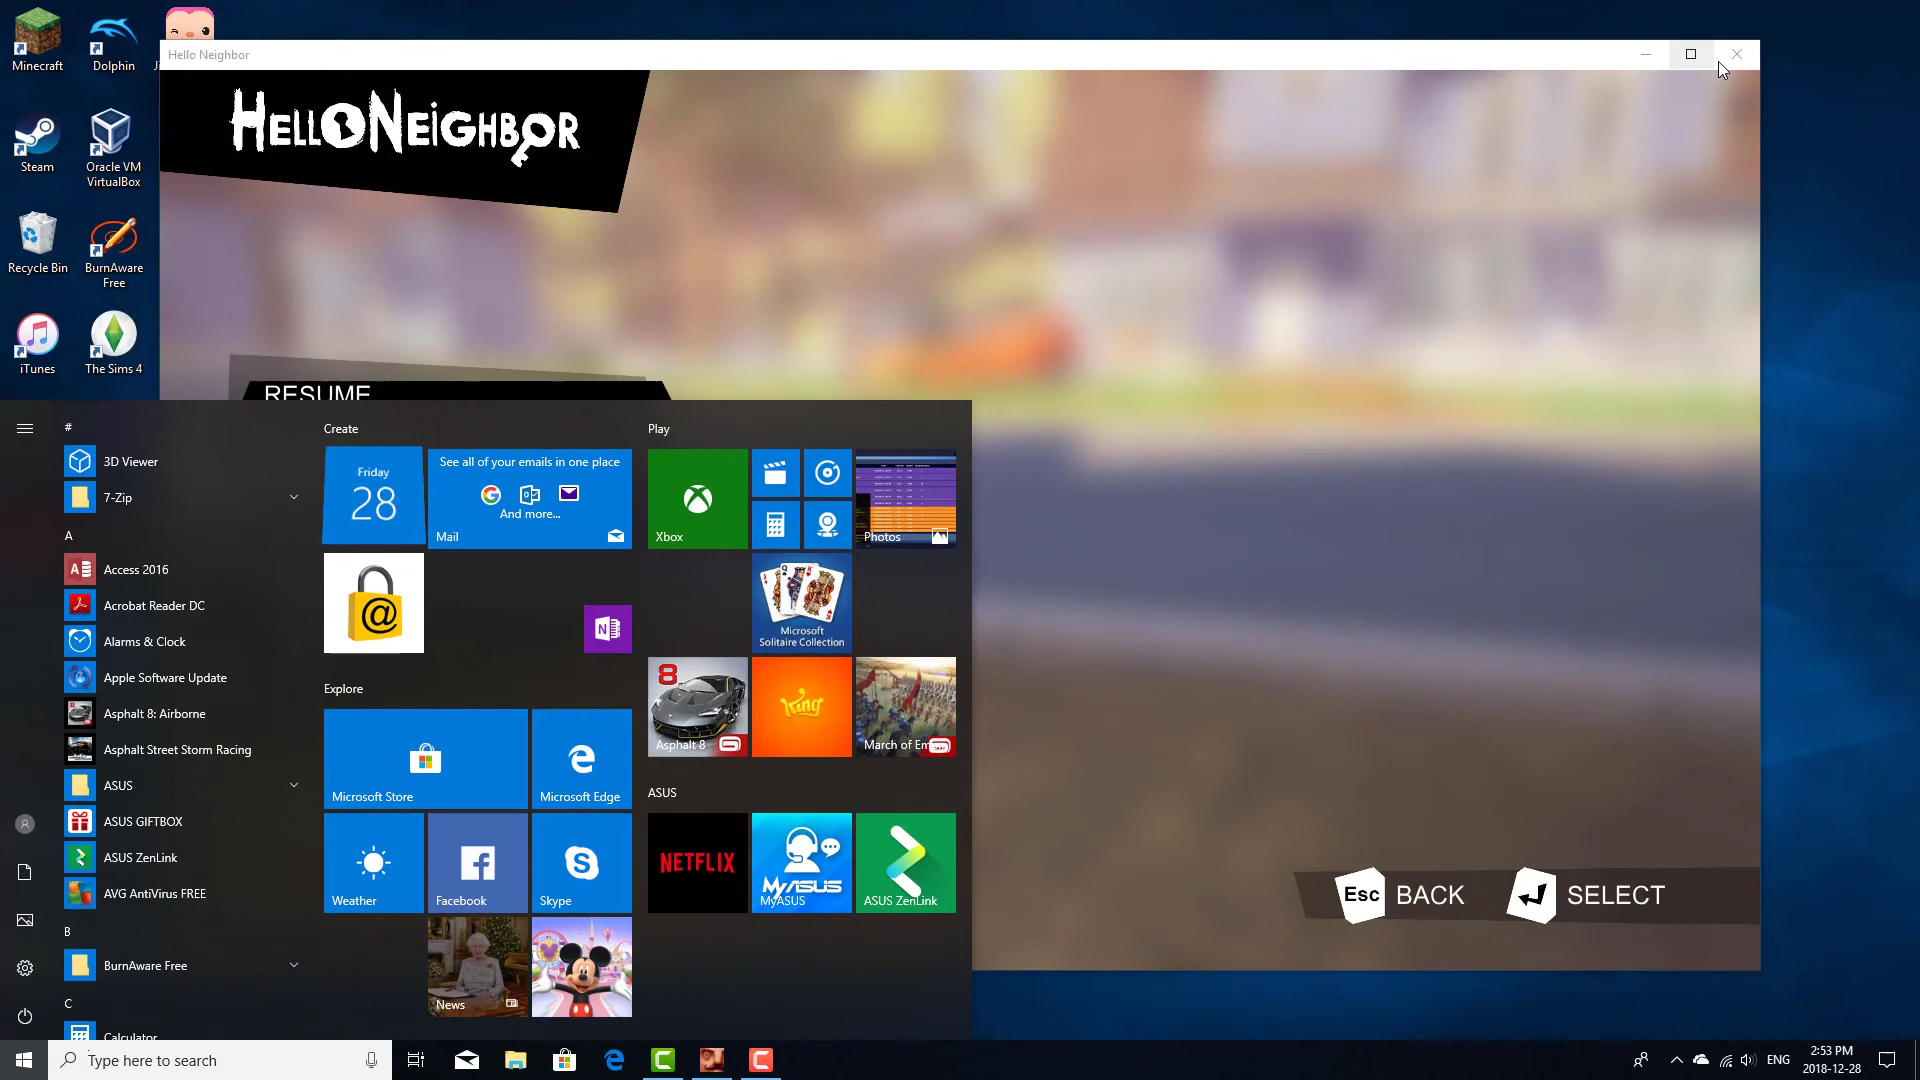 Minecraft
Dolphin
Steam
Oracle VM
VirtualBox
Recycle Bin
BurnAware
Free
iTunes
The Sims 4
Hello Neighbor
HELLO NEIGHBOR
RESUME
Esc BACK
SELECT
#
3D Viewer
7-Zip
A
Access 2016
Acrobat Reader DC
Alarms & Clock
Apple Software Update
Asphalt 8: Airborne
Asphalt Street Storm Racing
ASUS
ASUS GIFTBOX
ASUS ZenLink
AVG AntiVirus FREE
B
BurnAware Free
C
Calculator
Create
Friday
28
See all of your emails in one place
And more...
Mail
Explore
Microsoft Store
Microsoft Edge
Weather
Facebook
Skype
News
Play
Xbox
Photos
Microsoft
Solitaire Collection
8
Asphalt 8
King
March of Em
ASUS
NETFLIX
MyASUS
MyASUS
ASUS ZenLink
Type here to search
ENG
2:53 PM
2018-12-28